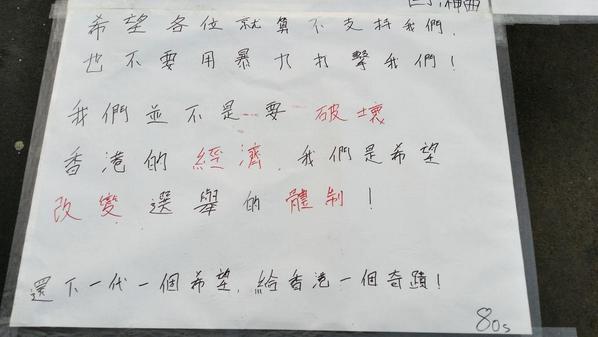 希望各位就算不支持我們,
也不要用暴力打擊我們!
我們並不是要破壞
香港的經濟,我們是希望
改變選舉的體制!
還下一代一個希望,給香港一個奇蹟!
80s